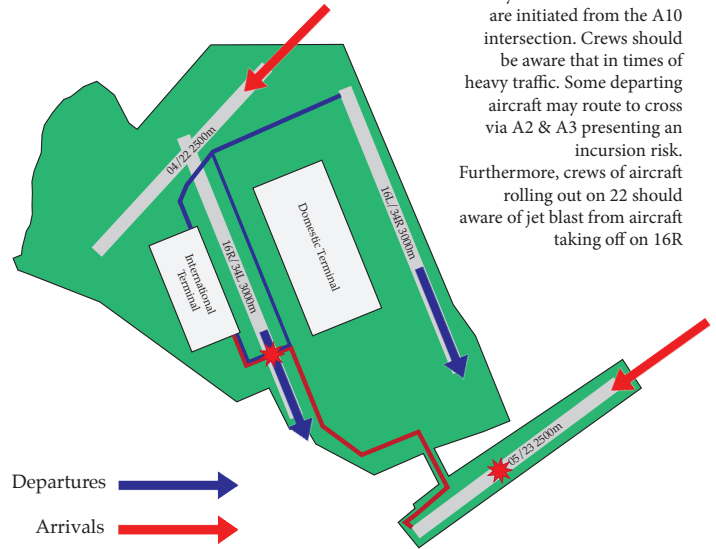 are initiated from the A10
intersection. Crews should
be aware that in times of
heavy traffic. Some departing
aircraft may route to cross
via A2 & A3 presenting an
incursion risk.
Furthermore, crews of aircraft
rolling out on 22 should
aware of jet blast from aircraft
taking off on 16R
04/22 2500m
16R/34L 3000m
16L/34R 3000m
Domestic Terminal
International
Terminal
05/23 2500m
Departures
Arrivals